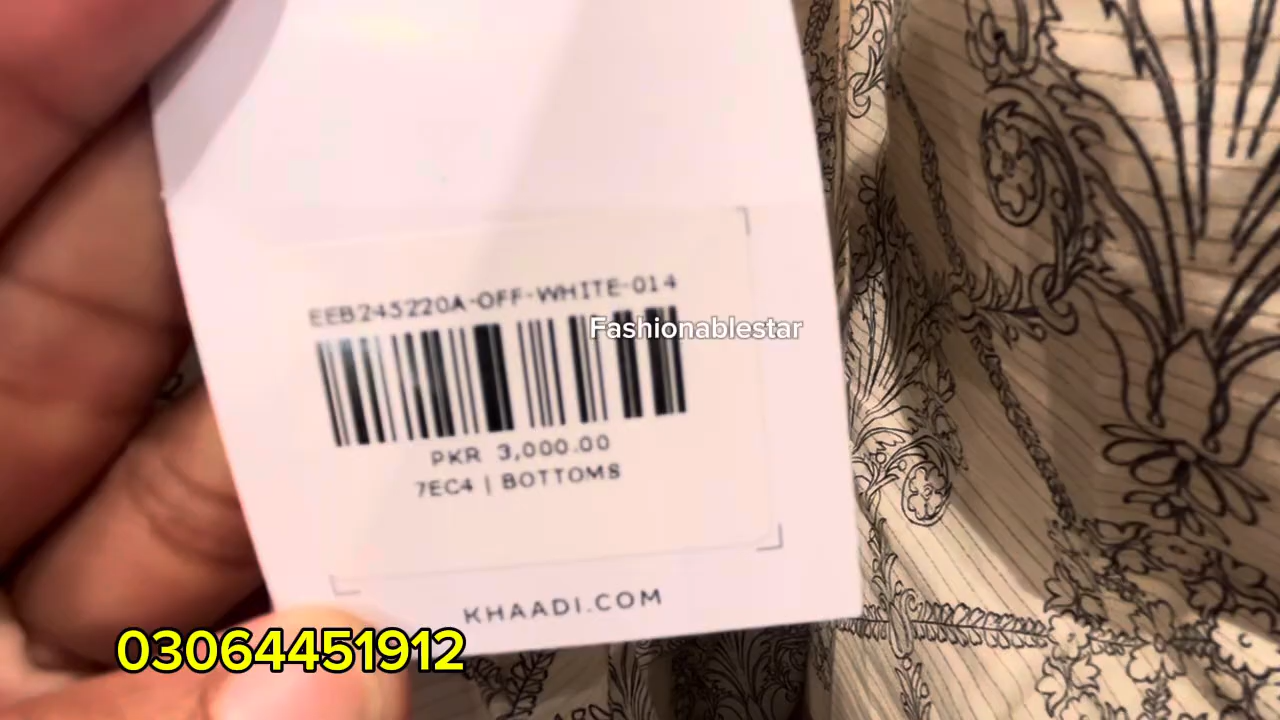 EEB245220A-OFF-WHITE-014
Fashionablestar
PKR 3,000.00
7EC4 | BOTTOMS
KHAADI.COM
03064451912